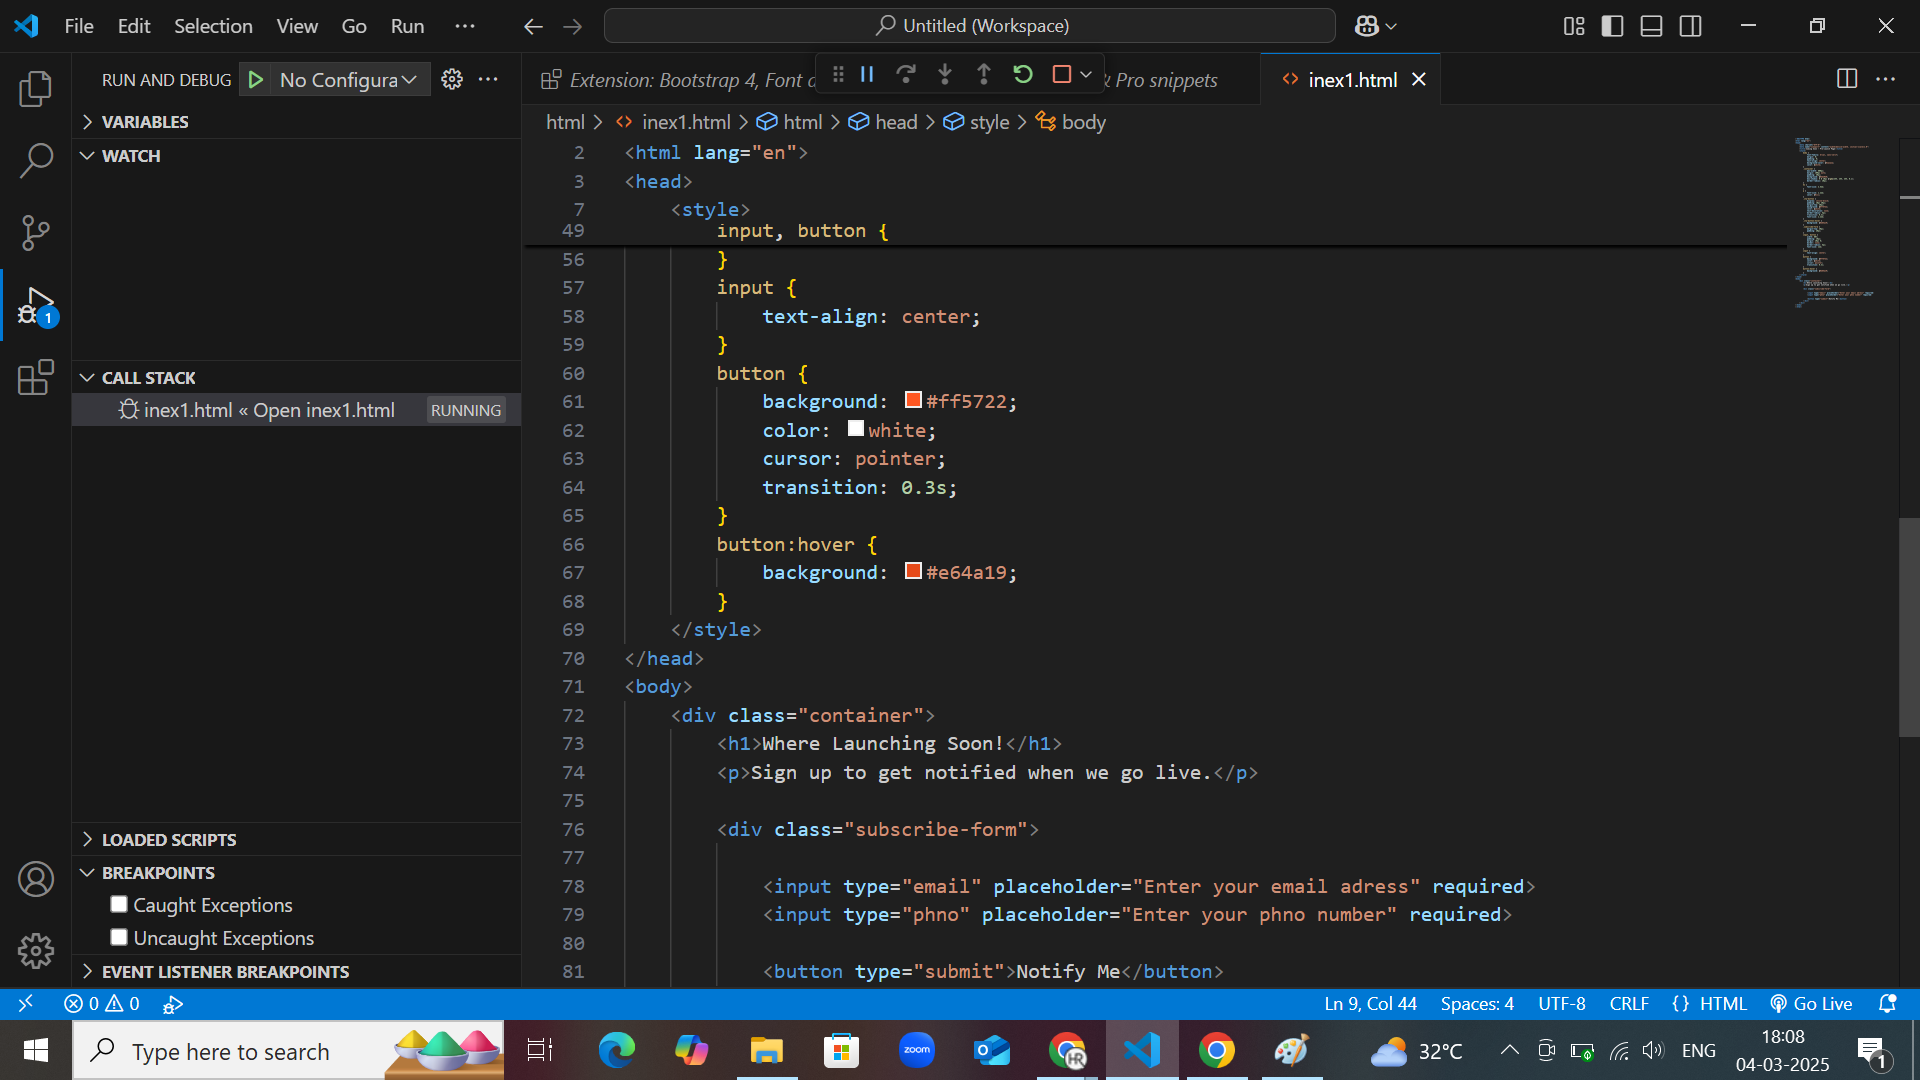 File Edit Selection View Go Run ···
Untitled (Workspace)
RUN AND DEBUG
No Configura
VARIABLES
WATCH
CALL STACK
inex1.html « Open inex1.html RUNNING
LOADED SCRIPTS
BREAKPOINTS
Caught Exceptions
Uncaught Exceptions
EVENT LISTENER BREAKPOINTS
1
Extension: Bootstrap 4, Font
& Pro snippets
inex1.html
html > inex1.html > html > head > style > body
2 <html lang="en">
3 <head>
7 <style>
49 input, button {
56 }
57 input {
58 text-align: center;
59 }
60 button {
61 background: #ff5722;
62 color: white;
63 cursor: pointer;
64 transition: 0.3s;
65 }
66 button:hover {
67 background: #e64a19;
68 }
69 </style>
70 </head>
71 <body>
72 <div class="container">
73 <h1>Where Launching Soon!</h1>
74 <p>Sign up to get notified when we go live.</p>
75
76 <div class="subscribe-form">
77
78 <input type="email" placeholder="Enter your email adress" required>
79 <input type="phno" placeholder="Enter your phno number" required>
80
81 <button type="submit">Notify Me</button>
0 0
Ln 9, Col 44 Spaces: 4 UTF-8 CRLF {} HTML Go Live
Type here to search
zoom
HR
32°C
ENG
18:08
04-03-2025
1